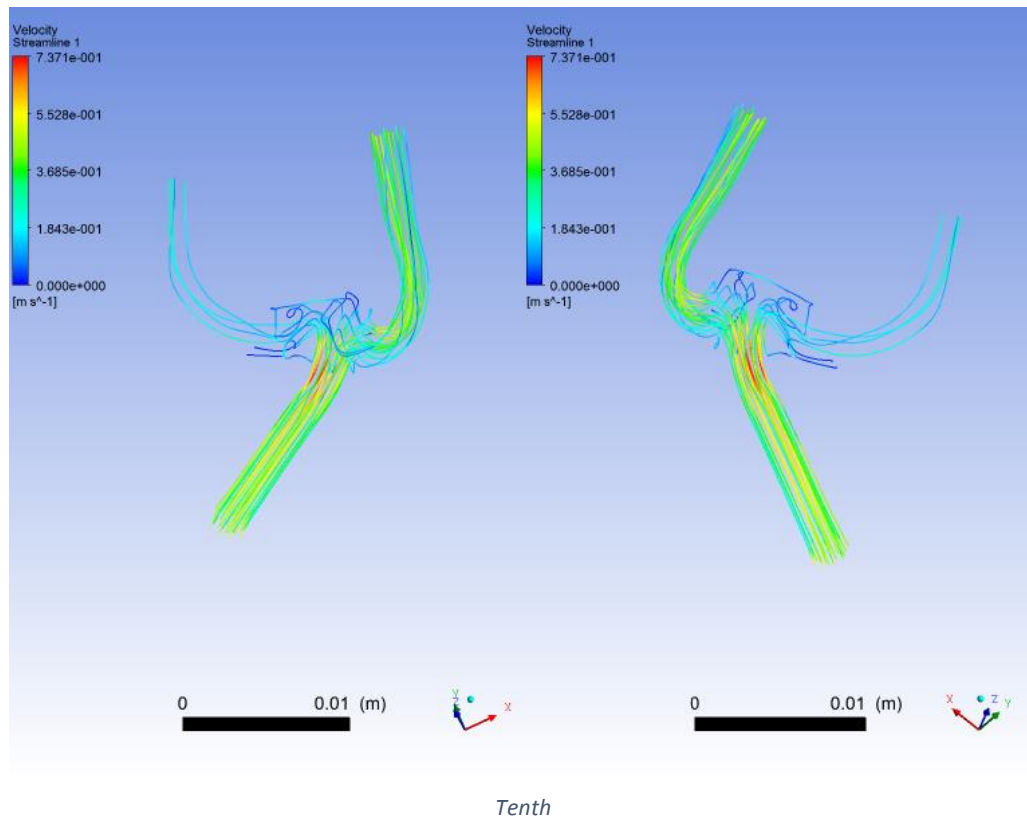 Velocity
Streamline 1
7.371e-001
5.528e-001
3.685e-001
1.843e-001
0.000e+000
[m s^-1]
0 0.01 (m)
Y
Z
X
Velocity
Streamline 1
7.371e-001
5.528e-001
3.685e-001
1.843e-001
0.000e+000
[m s^-1]
0 0.01 (m)
X Z Y
Tenth